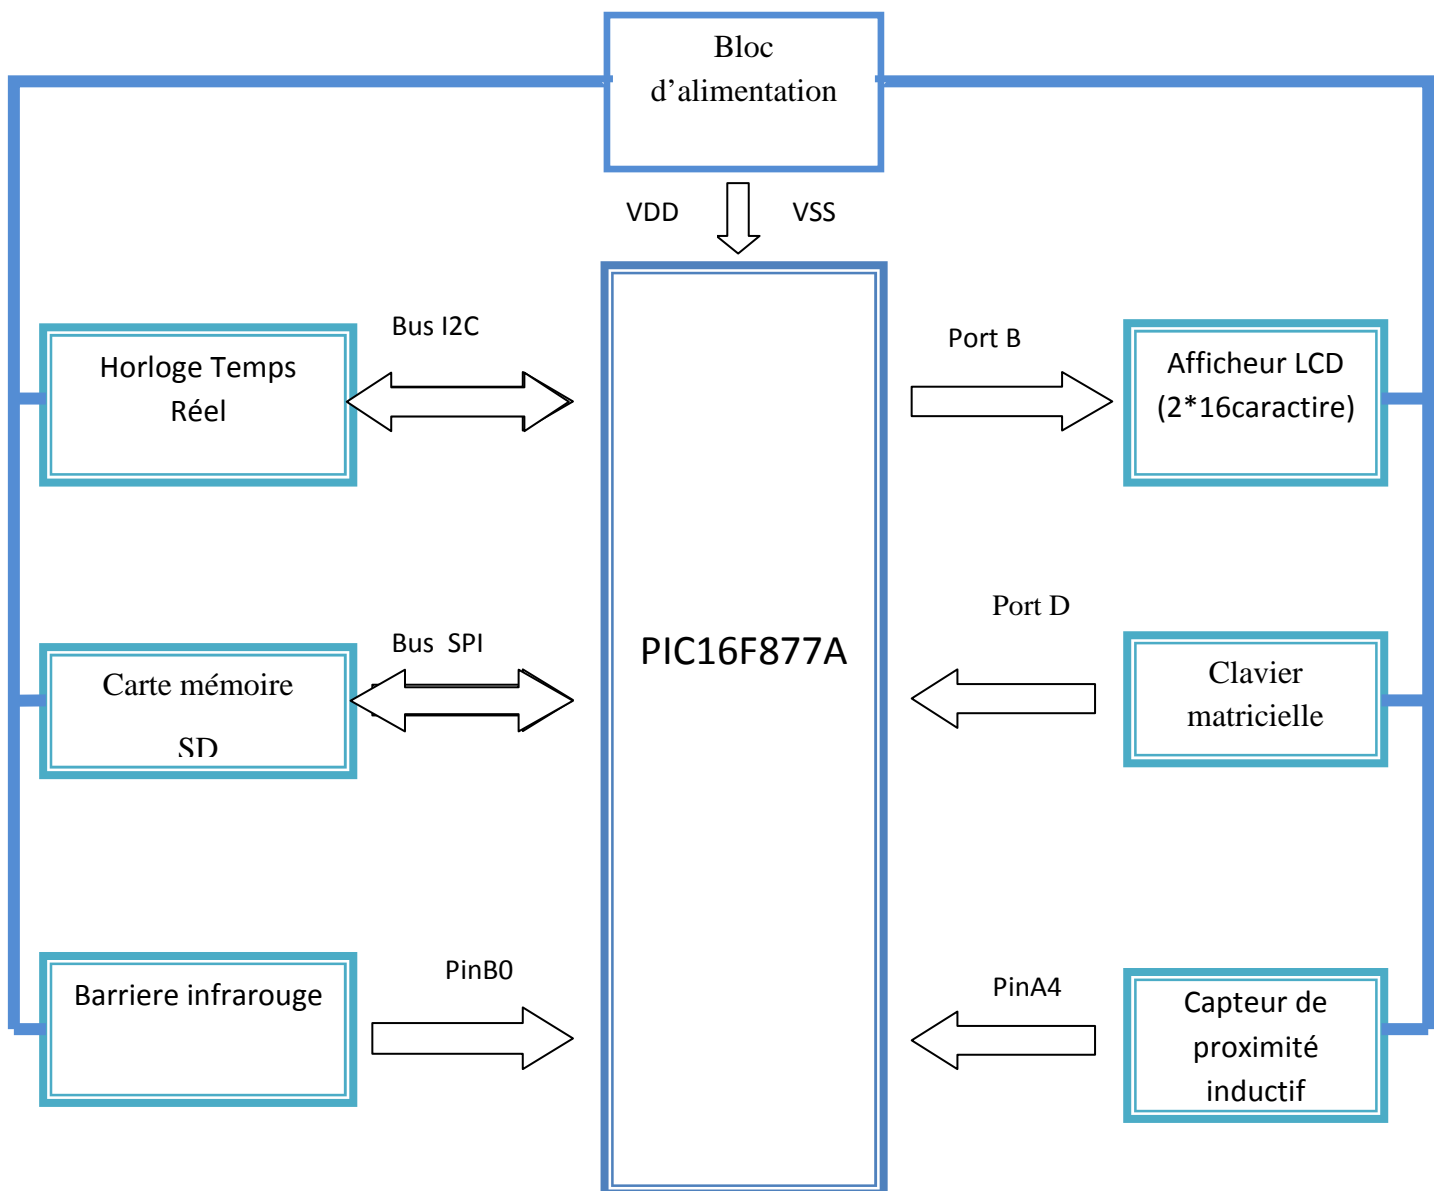 Bloc
d’alimentation
VDD
VSS
Bus I2C
Horloge Temps
Réel
Port B
Afficheur LCD
(2*16caractire)
Bus SPI
Carte mémoire
SD
PIC16F877A
Port D
Clavier
matricielle
PinB0
Barriere infrarouge
PinA4
Capteur de
proximité
inductif